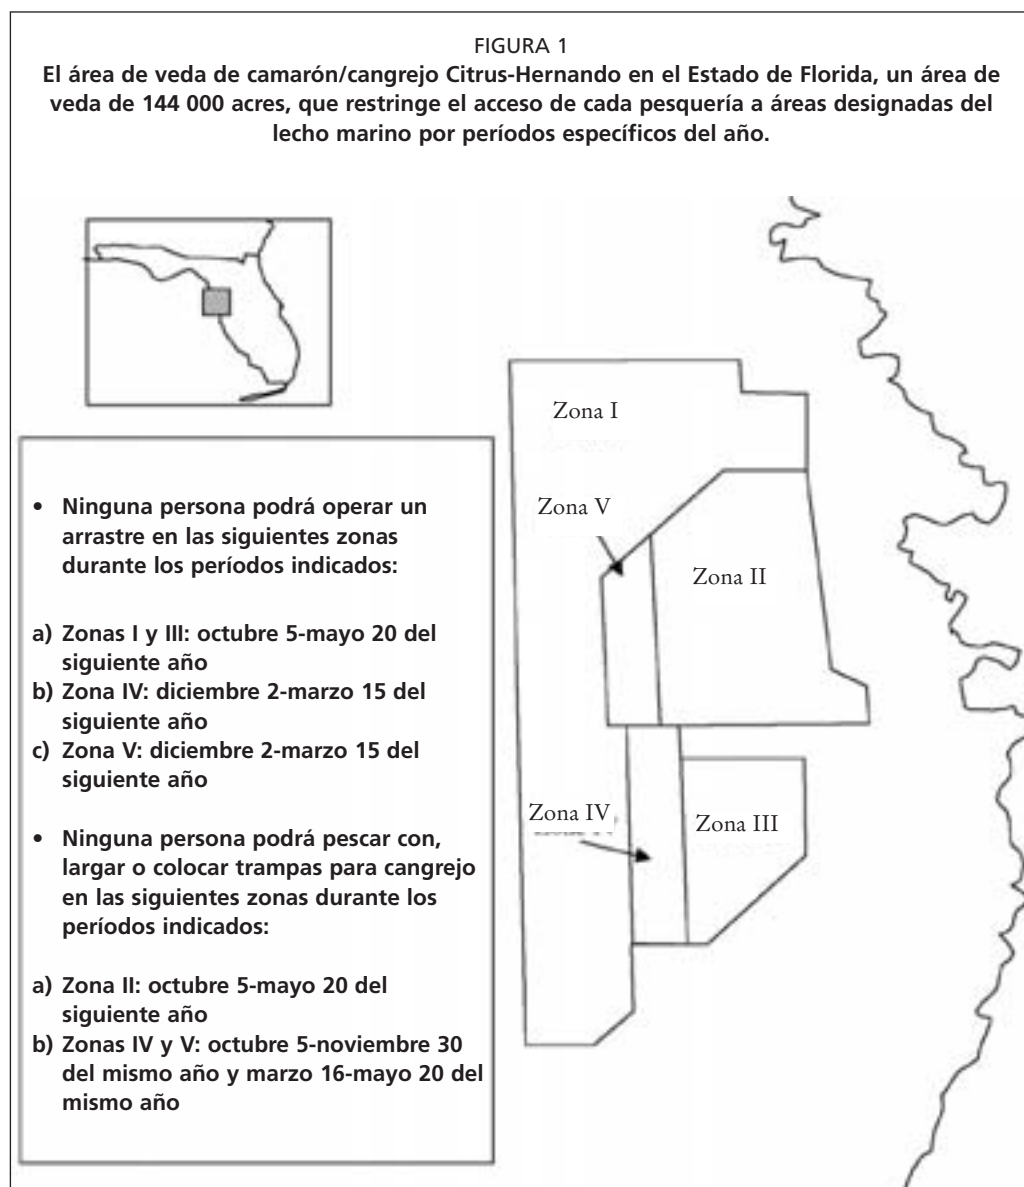 FIGURA 1
El área de veda de camarón/cangrejo Citrus-Hernando en el Estado de Florida, un área de
veda de 144 000 acres, que restringe el acceso de cada pesquería a áreas designadas del
lecho marino por períodos específicos del año.
• Ninguna persona podrá operar un
arrastre en las siguientes zonas
durante los períodos indicados:
a) Zonas I y III: octubre 5-mayo 20 del
siguiente año
b) Zona IV: diciembre 2-marzo 15 del
siguiente año
c) Zona V: diciembre 2-marzo 15 del
siguiente año
• Ninguna persona podrá pescar con,
largar o colocar trampas para cangrejo
en las siguientes zonas durante los
períodos indicados:
a) Zona II: octubre 5-mayo 20 del
siguiente año
b) Zonas IV y V: octubre 5-noviembre 30
del mismo año y marzo 16-mayo 20 del
mismo año
Zona I
Zona V
Zona II
Zona IV
Zona III